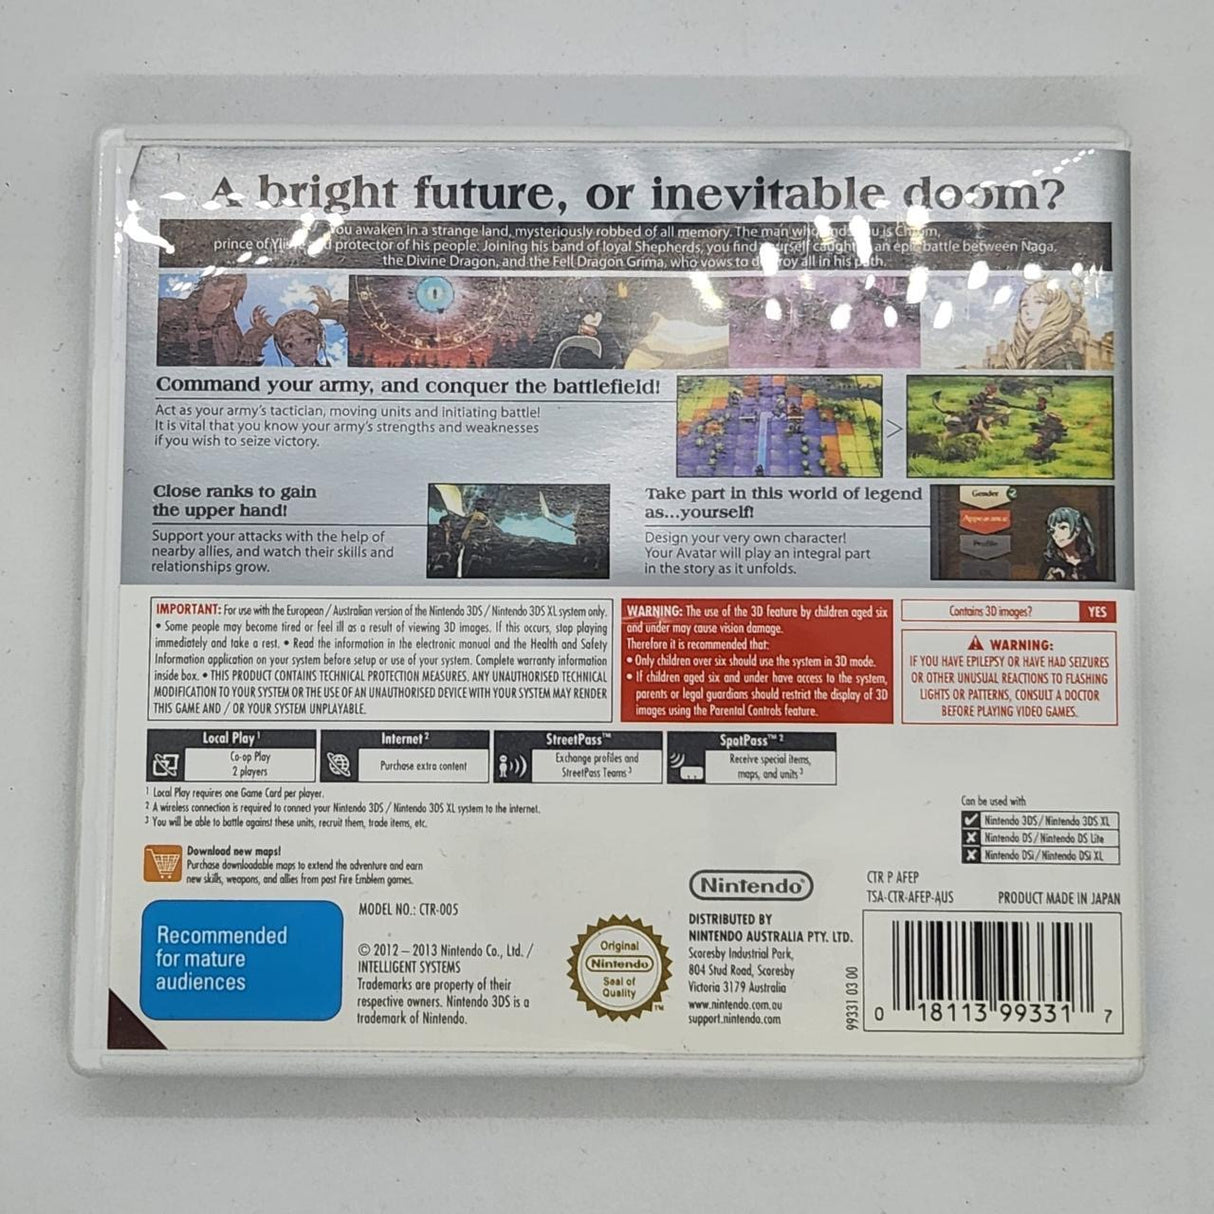 A bright future, or inevitable doom?
ou awaken in a strange land, mysteriously robbed of all memory. The man who u is Chrom,
prince of protector of his people. Joining his band of loyal Shepherds, you find yourself caught an epic battle between Naga,
the Divine Dragon, and the Fell Dragon Grima, who vows to destroy all in his path.
Command your army, and conquer the battlefield!
Act as your army's tactician, moving units and initiating battle!
It is vital that you know your army's strengths and weaknesses
if you wish to seize victory.
>
Close ranks to gain
the upper hand!
Support your attacks with the help of
nearby allies, and watch their skills and
relationships grow.
Take part in this world of legend
as...yourself!
Design your very own character!
Your Avatar will play an integral part
in the story as it unfolds.
Gender
Appearance
Profile
IMPORTANT: For use with the European / Australian version of the Nintendo 3DS / Nintendo 3DS XL system only.
• Some people may become tired or feel ill as a result of viewing 3D images. If this occurs, stop playing
immediately and take a rest. • Read the information in the electronic manual and the Health and Safety
Information application on your system before setup or use of your system. Complete warranty information
inside box. • THIS PRODUCT CONTAINS TECHNICAL PROTECTION MEASURES. ANY UNAUTHORISED TECHNICAL
MODIFICATION TO YOUR SYSTEM OR THE USE OF AN UNAUTHORISED DEVICE WITH YOUR SYSTEM MAY RENDER
THIS GAME AND / OR YOUR SYSTEM UNPLAYABLE.
WARNING: The use of the 3D feature by children aged six
and under may cause vision damage.
Therefore it is recommended that:
• Only children over six should use the system in 3D mode.
• If children aged six and under have access to the system,
parents or legal guardians should restrict the display of 3D
images using the Parental Controls feature.
Contains 3D images? YES
WARNING:
IF YOU HAVE EPILEPSY OR HAVE HAD SEIZURES
OR OTHER UNUSUAL REACTIONS TO FLASHING
LIGHTS OR PATTERNS, CONSULT A DOCTOR
BEFORE PLAYING VIDEO GAMES.
Local Play¹
Co-op Play
2 players
Internet²
Purchase extra content
StreetPass™
Exchange profiles and
StreetPass Teams³
SpotPass™ ²
Receive special items,
maps, and units³
¹ Local Play requires one Game Card per player.
² A wireless connection is required to connect your Nintendo 3DS / Nintendo 3DS XL system to the internet.
³ You will be able to battle against these units, recruit them, trade items, etc.
Can be used with
Nintendo 3DS/Nintendo 3DS XL
Nintendo DS/Nintendo DS Lite
Nintendo DSi/Nintendo DSi XL
Download new maps!
Purchase downloadable maps to extend the adventure and earn
new skills, weapons, and allies from past Fire Emblem games.
Recommended
for mature
audiences
MODEL NO.: CTR-005
© 2012 – 2013 Nintendo Co., Ltd. /
INTELLIGENT SYSTEMS
Trademarks are property of their
respective owners. Nintendo 3DS is a
trademark of Nintendo.
Original
Nintendo
Seal of
Quality
TM
Nintendo®
DISTRIBUTED BY
NINTENDO AUSTRALIA PTY. LTD.
Scoresby Industrial Park,
804 Stud Road, Scoresby
Victoria 3179 Australia
www.nintendo.com.au
support.nintendo.com
CTR P AFEP
TSA-CTR-AFEP-AUS
PRODUCT MADE IN JAPAN
99331 03 00
0 18113 99331 7